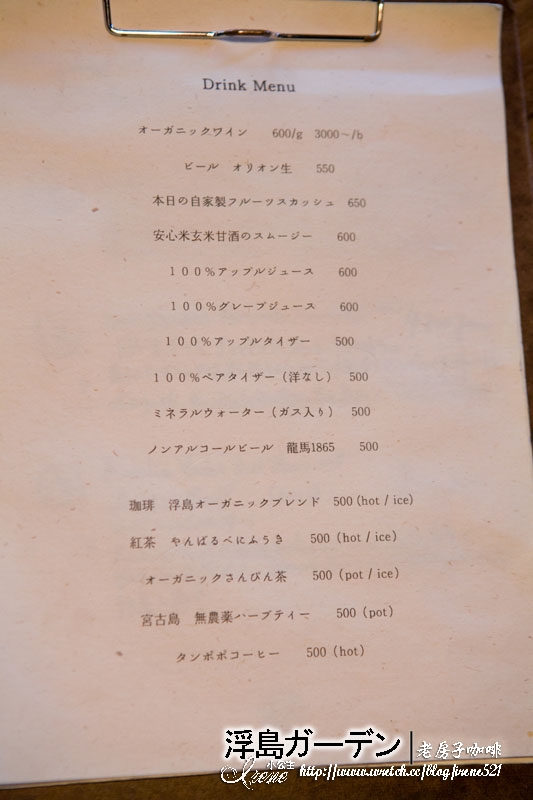 Drink Menu
オーガニックワイン　600/g　3000～/b
ビール　オリオン生　550
本日の自家製フルーツスカッシュ　650
安心米玄米甘酒のスムージー　600
１００％アップルジュース　600
１００％グレープジュース　600
１００％アップルタイザー　500
１００％ペアタイザー（洋なし）　500
ミネラルウォーター（ガス入り）　500
ノンアルコールビール　龍馬1865　500
珈琲　浮島オーガニックブレンド　500（hot / ice）
紅茶　やんばるべにふうき　500（hot / ice）
オーガニックさんぴん茶　500（pot / ice）
宮古島　無農薬ハーブティー　500（pot）
タンポポコーヒー　500（hot）
浮島ガーデン | 老房子咖啡
Irene 小公主 http://www.wretch.cc/blog/irene521